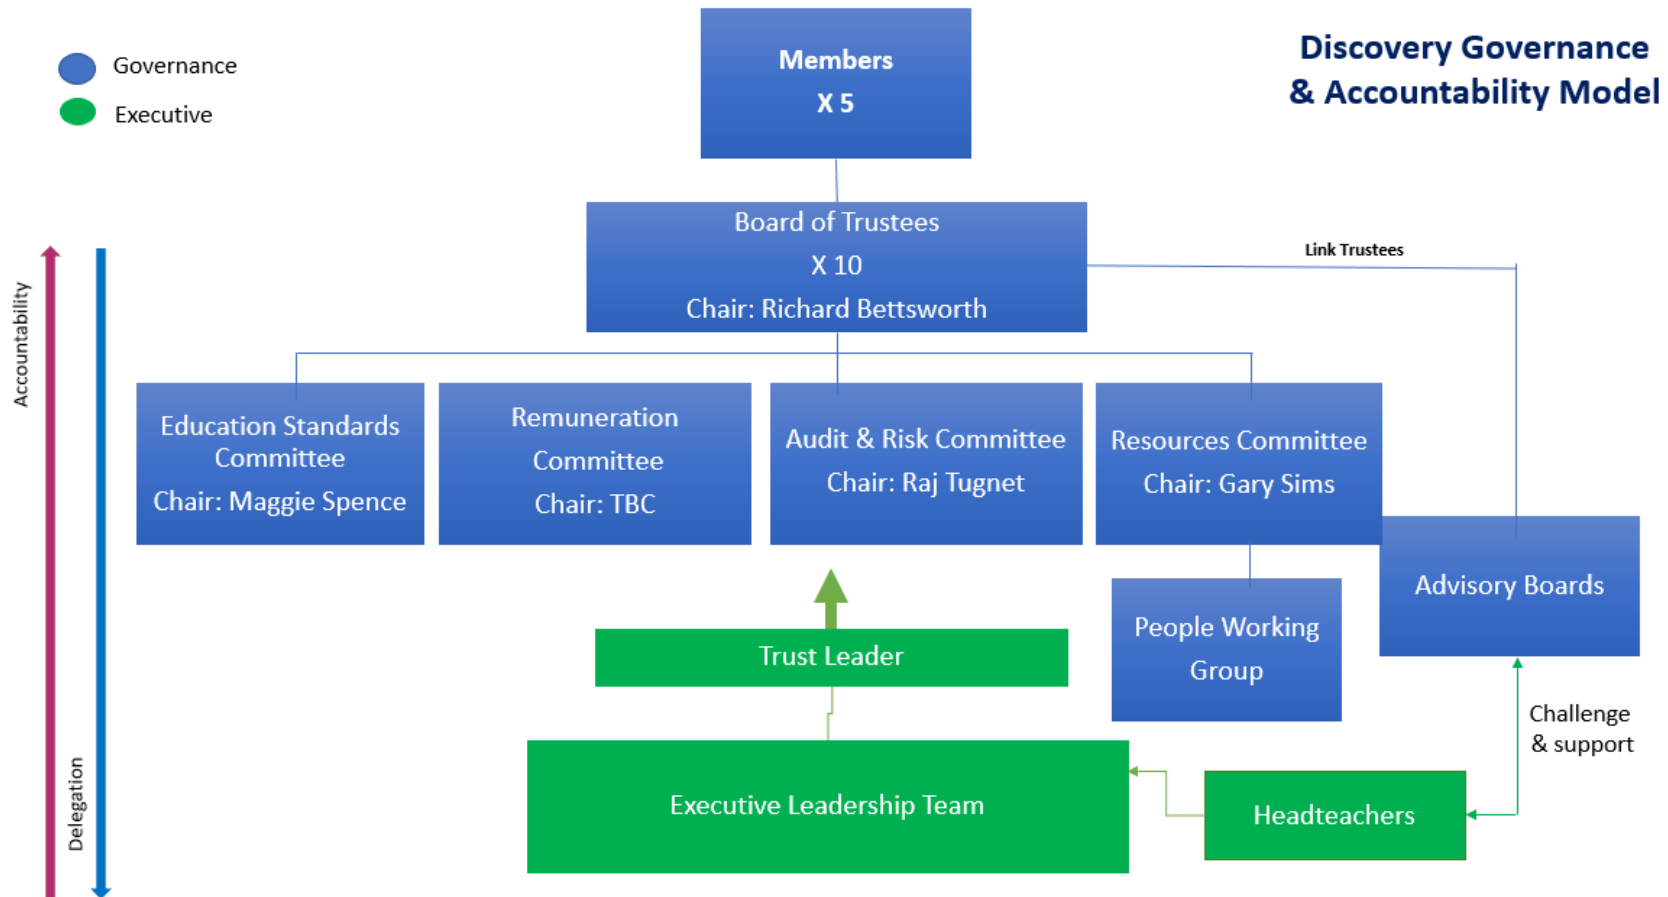 Governance
Executive
Discovery Governance
& Accountability Model
Members
X 5
Board of Trustees
X 10
Chair: Richard Bettsworth
Link Trustees
Accountability
Delegation
Education Standards
Committee
Chair: Maggie Spence
Remuneration
Committee
Chair: TBC
Audit & Risk Committee
Chair: Raj Tugnet
Resources Committee
Chair: Gary Sims
People Working
Group
Advisory Boards
Trust Leader
Challenge
& support
Executive Leadership Team
Headteachers